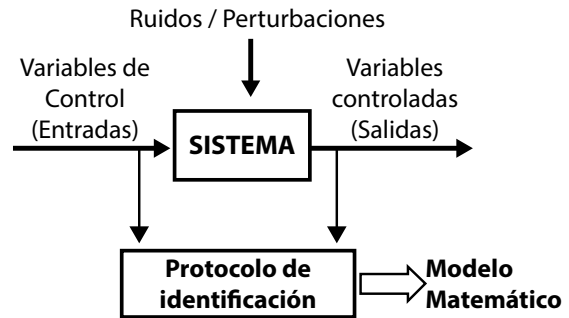 Ruidos / Perturbaciones
Variables de
Control
(Entradas)
Variables
controladas
(Salidas)
SISTEMA
Protocolo de
identificación
Modelo
Matemático